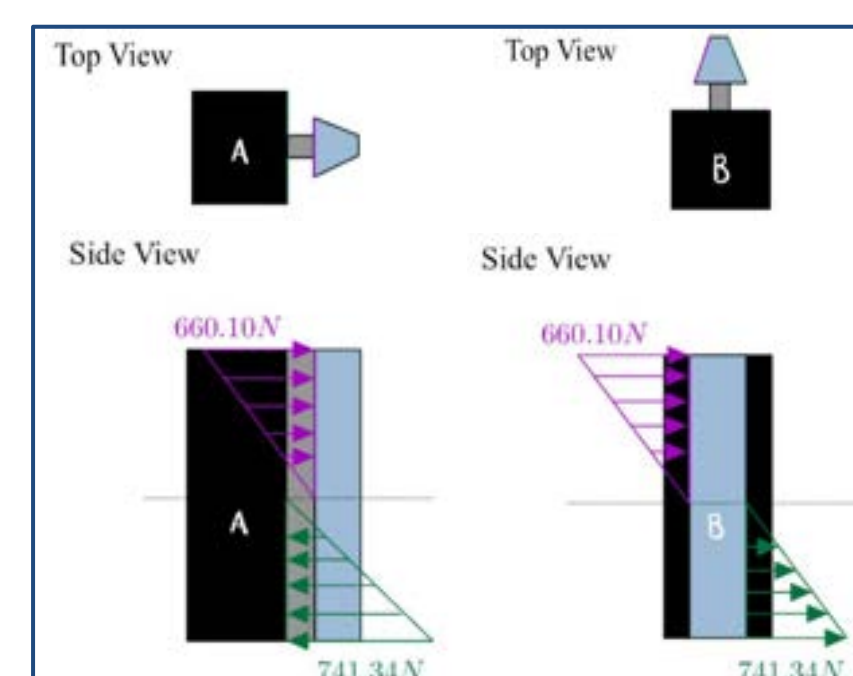 Top View
Top View
A
B
Side View
Side View
660.10N
660.10N
A
B
741.34N
741.34N